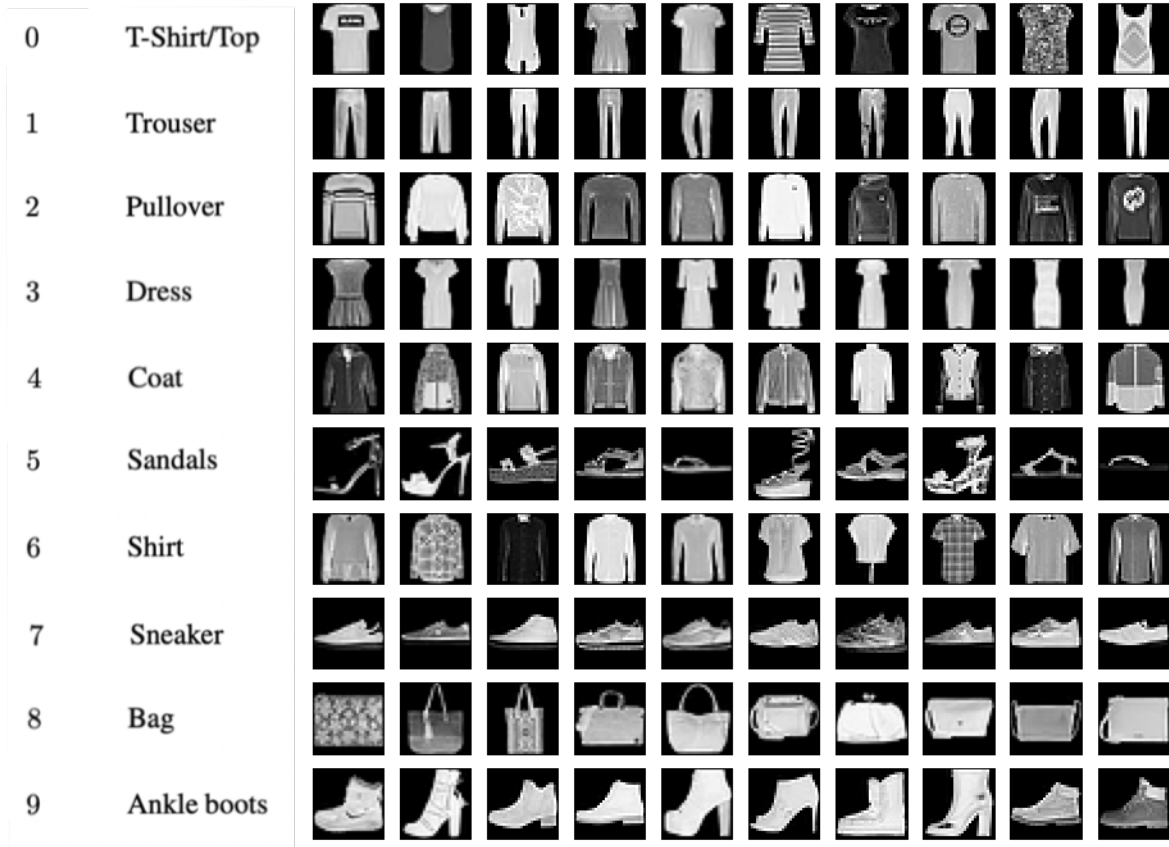 0 T-Shirt/Top
1 Trouser
2 Pullover
3 Dress
4 Coat
5 Sandals
6 Shirt
7 Sneaker
8 Bag
9 Ankle boots